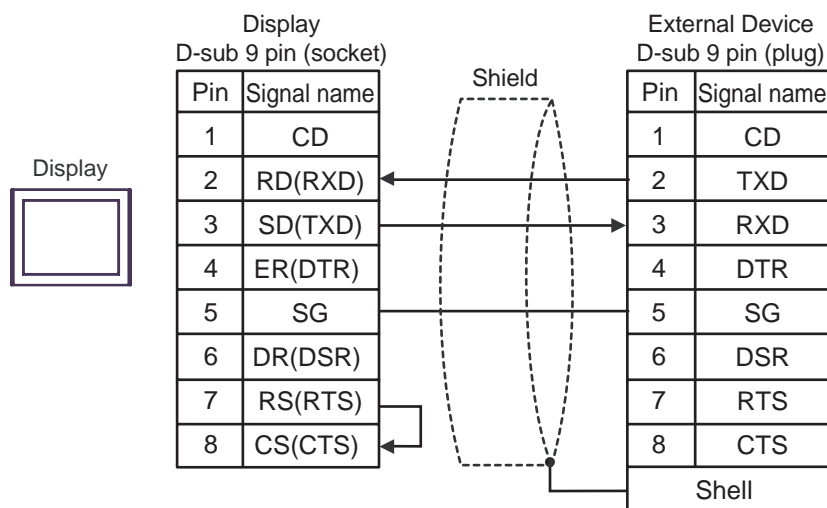 Display
D-sub 9 pin (socket)
External Device
D-sub 9 pin (plug)
Shield
Display
Pin Signal name
1 CD
2 RD(RXD)
3 SD(TXD)
4 ER(DTR)
5 SG
6 DR(DSR)
7 RS(RTS)
8 CS(CTS)
Pin Signal name
1 CD
2 TXD
3 RXD
4 DTR
5 SG
6 DSR
7 RTS
8 CTS
Shell